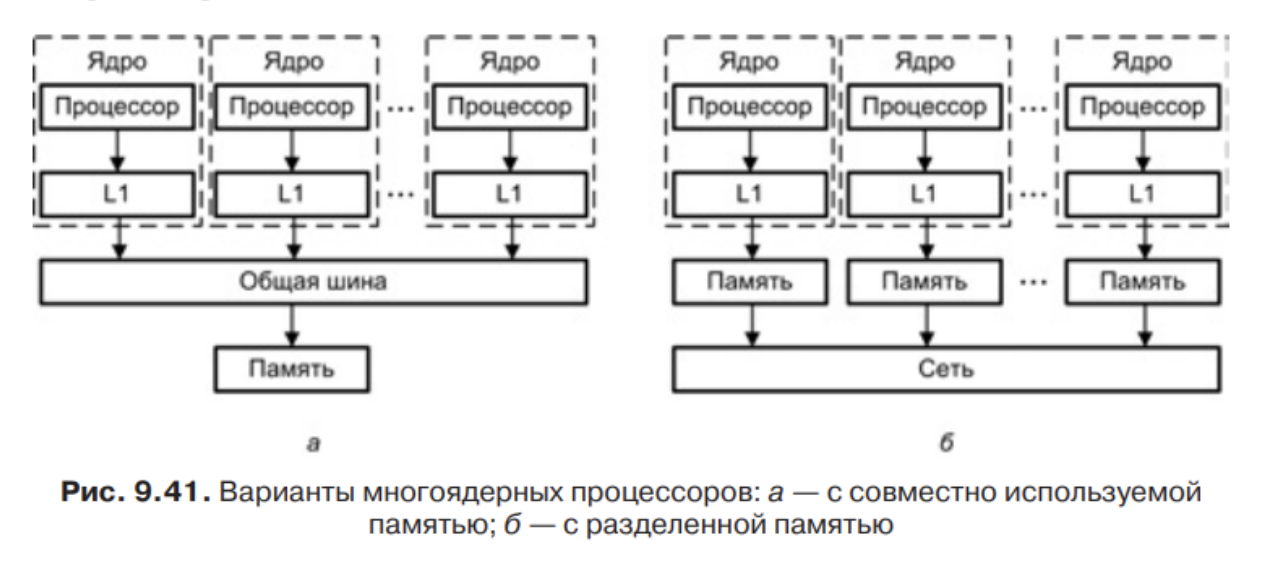 Ядро Ядро Ядро Ядро Ядро Ядро
Процессор Процессор ... Процессор Процессор Процессор ... Процессор
L1 L1 ... L1 L1 L1 ... L1
Общая шина Память Память ... Память
Память Сеть
а б
Рис. 9.41. Варианты многоядерных процессоров: а — с совместно используемой
памятью; б — с разделенной памятью